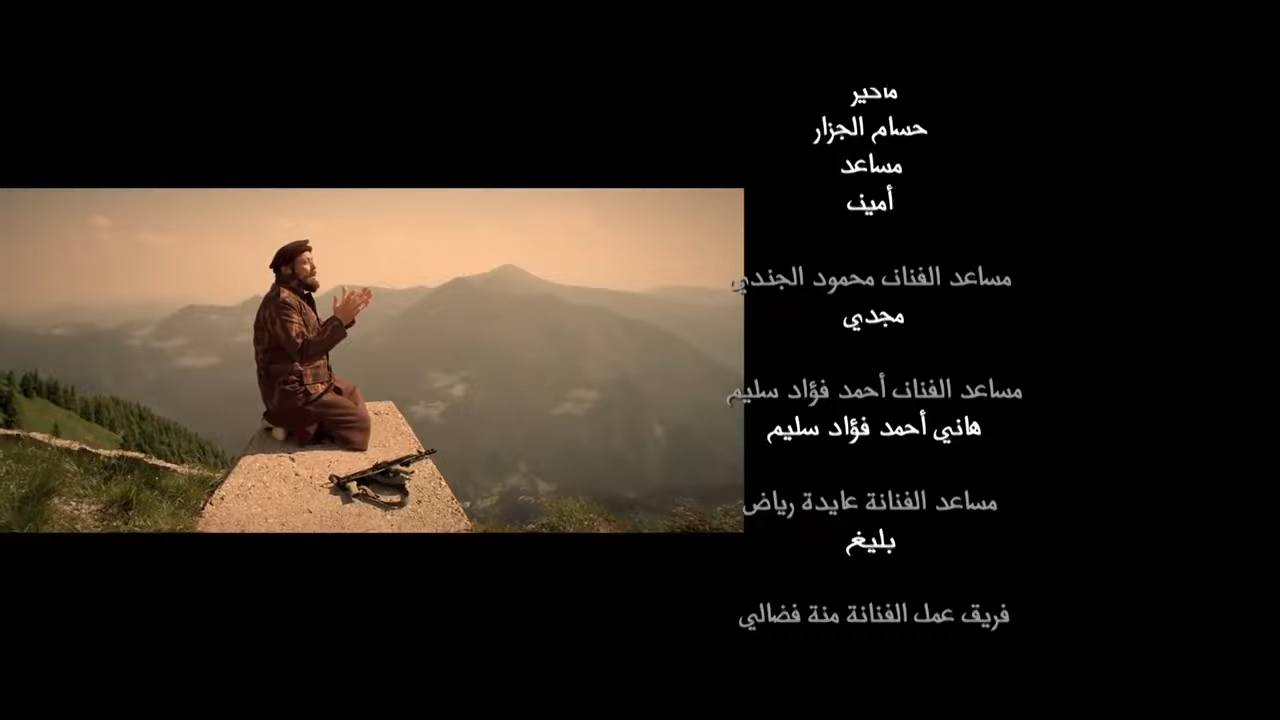 حسام الجزار
مساعد
أمين
مساعد الفنان محمود الجندي
مجدي
مساعد الفنان أحمد فؤاد سليم
هاني أحمد فؤاد سليم
مساعد الفنانة عايدة رياض
بليغ
فريق عمل الفنانة منة فضالي